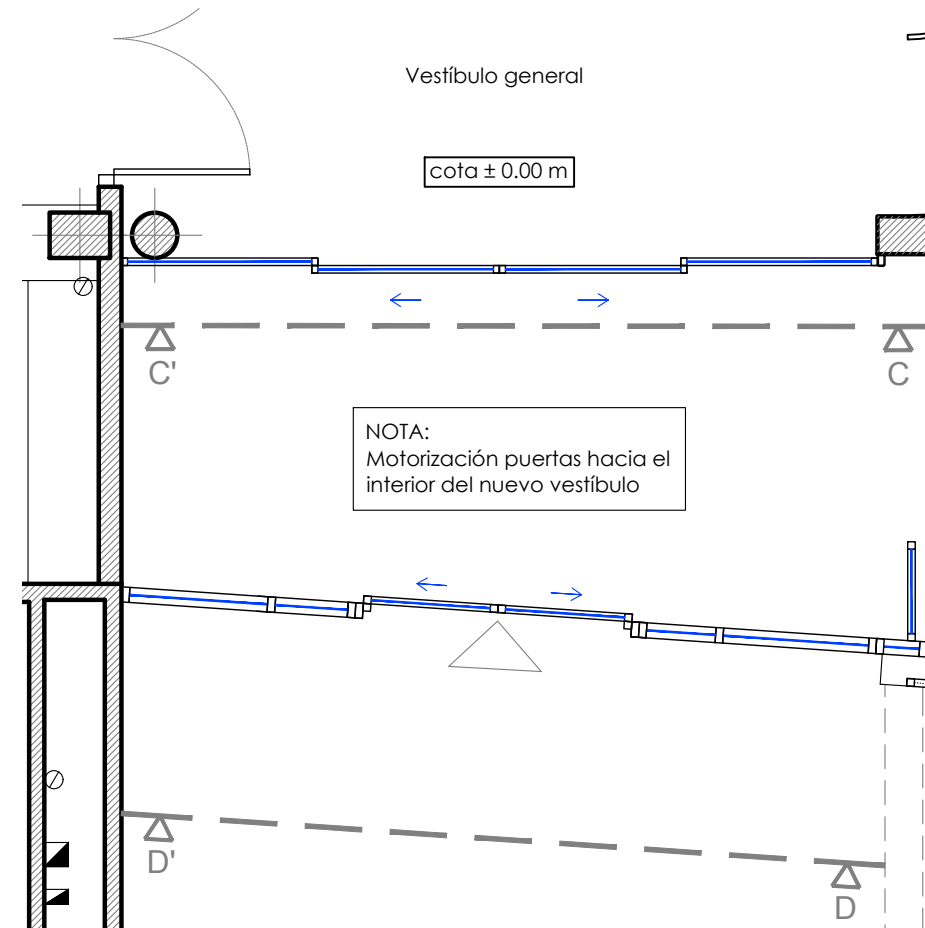 Vestíbulo general
cota ± 0.00 m
C'
C
NOTA:
Motorización puertas hacia el
interior del nuevo vestíbulo
D'
D